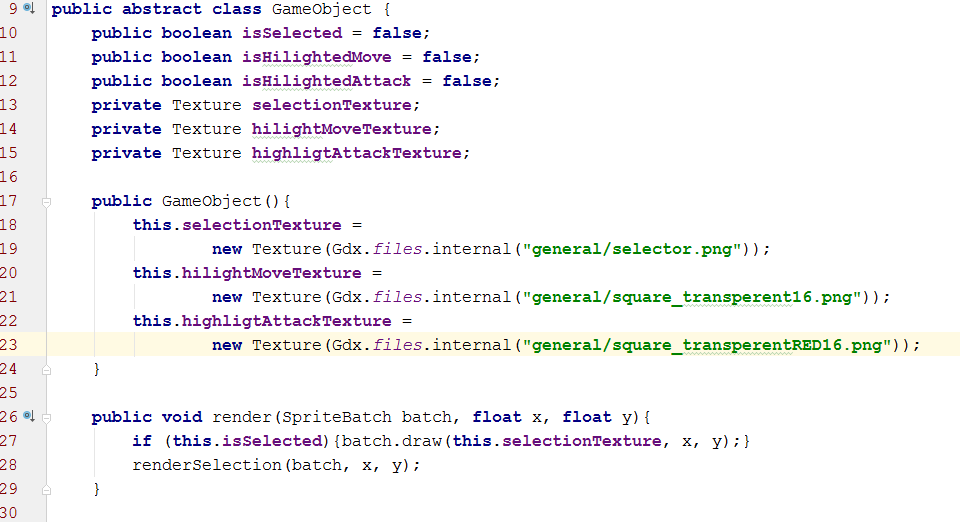 9 public abstract class GameObject {
10 public boolean isSelected = false;
11 public boolean isHilightedMove = false;
12 public boolean isHilightedAttack = false;
13 private Texture selectionTexture;
14 private Texture hilightMoveTexture;
15 private Texture highligtAttackTexture;
16
17 public GameObject(){
18 this.selectionTexture =
19 new Texture(Gdx.files.internal("general/selector.png"));
20 this.hilightMoveTexture =
21 new Texture(Gdx.files.internal("general/square_transperent16.png"));
22 this.highligtAttackTexture =
23 new Texture(Gdx.files.internal("general/square_transperentRED16.png"));
24 }
25
26 public void render(SpriteBatch batch, float x, float y){
27 if (this.isSelected){batch.draw(this.selectionTexture, x, y);}
28 renderSelection(batch, x, y);
29 }
30